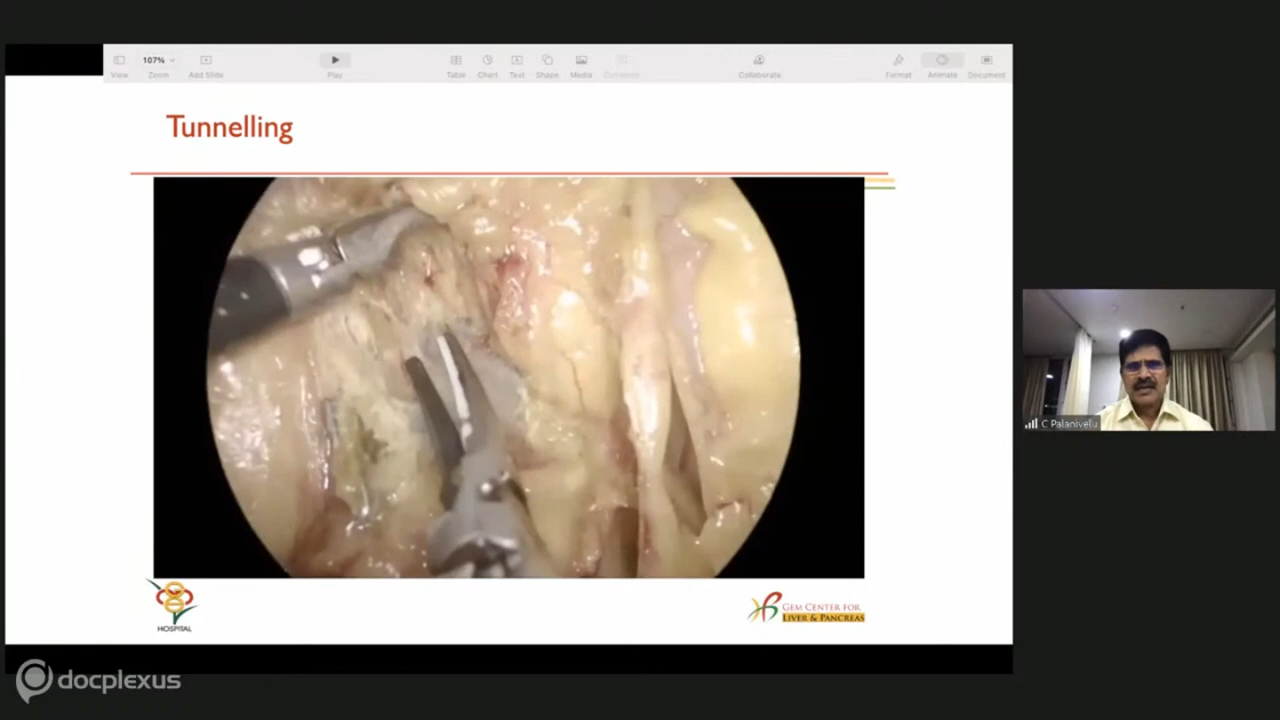 107%
View
Zoom
Add Slide
Play
Table
Chart
Text
Shape
Media
Comment
Collaborate
Format
Animate
Document
Tunnelling
C Palanivelu
HOSPITAL
GEM CENTER FOR
LIVER & PANCREAS
docplexus